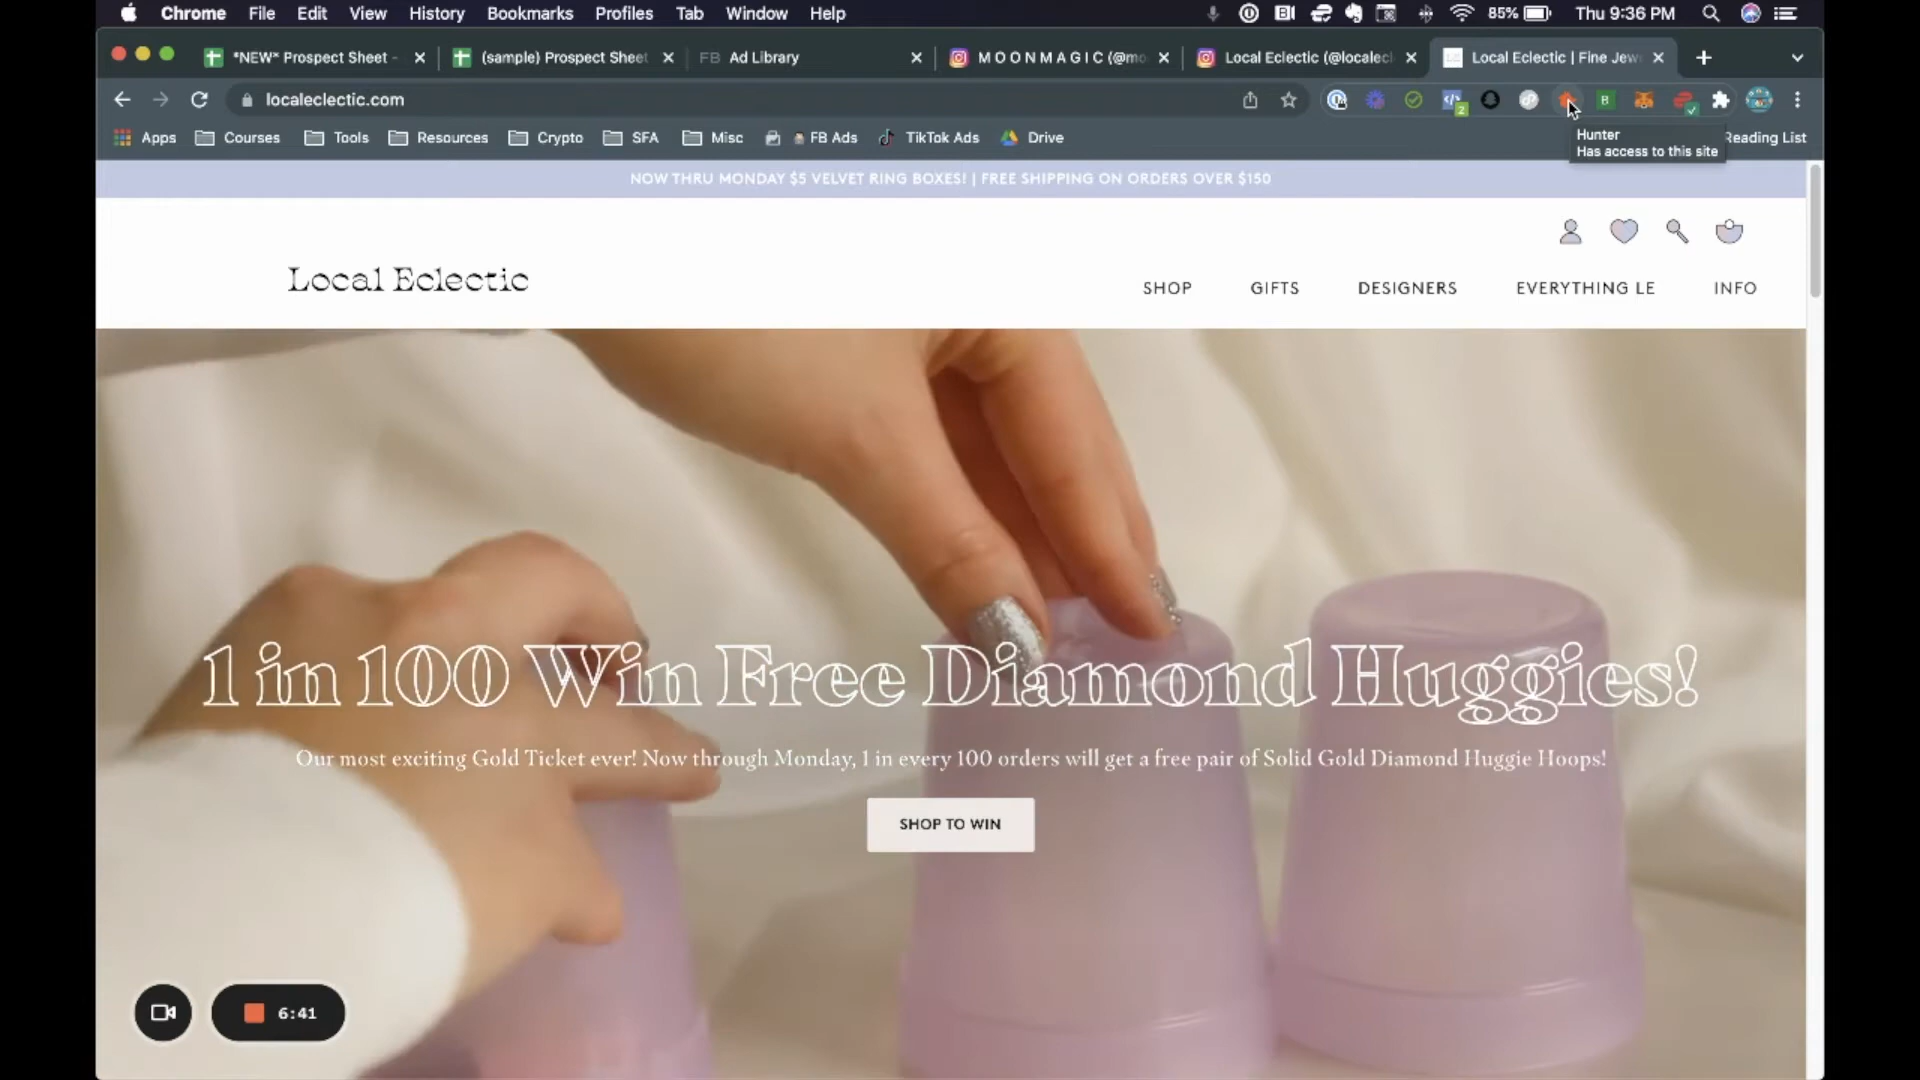 Chrome File Edit View History Bookmarks Profiles Tab Window Help 85% Thu 9:36 PM
*NEW* Prospect Sheet - (sample) Prospect Sheet FB Ad Library M O O N M A G I C (@mo Local Eclectic (@localecl Local Eclectic | Fine Jew
localeclectic.com
Apps Courses Tools Resources Crypto SFA Misc FB Ads TikTok Ads Drive Reading List
Hunter
Has access to this site
NOW THRU MONDAY $5 VELVET RING BOXES! | FREE SHIPPING ON ORDERS OVER $150
Local Eclectic
SHOP GIFTS DESIGNERS EVERYTHING LE INFO
1 in 100 Win Free Diamond Huggies!
Our most exciting Gold Ticket ever! Now through Monday, 1 in every 100 orders will get a free pair of Solid Gold Diamond Huggie Hoops!
SHOP TO WIN
6:41